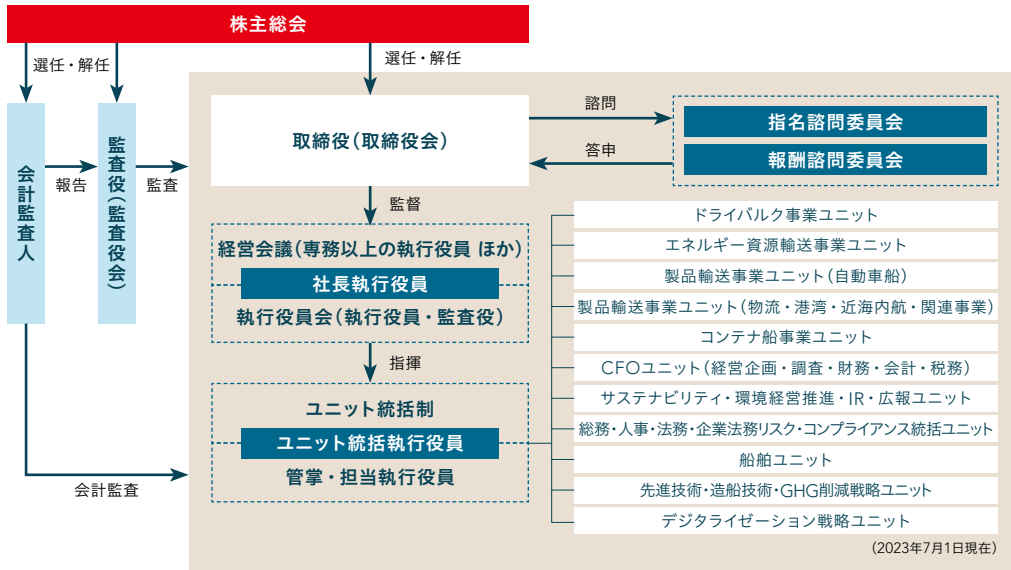 株主総会
選任・解任
選任・解任
会計監査人
報告
監査役(監査役会)
監査
取締役(取締役会)
諮問
答申
指名諮問委員会
報酬諮問委員会
監督
経営会議(専務以上の執行役員 ほか)
社長執行役員
執行役員会(執行役員・監査役)
指揮
ユニット統括制
ユニット統括執行役員
管掌・担当執行役員
会計監査
ドライバルク事業ユニット
エネルギー資源輸送事業ユニット
製品輸送事業ユニット(自動車船)
製品輸送事業ユニット(物流・港湾・近海内航・関連事業)
コンテナ船事業ユニット
CFOユニット(経営企画・調査・財務・会計・税務)
サステナビリティ・環境経営推進・IR・広報ユニット
総務・人事・法務・企業法務リスク・コンプライアンス統括ユニット
船舶ユニット
先進技術・造船技術・GHG削減戦略ユニット
デジタライゼーション戦略ユニット
(2023年7月1日現在)